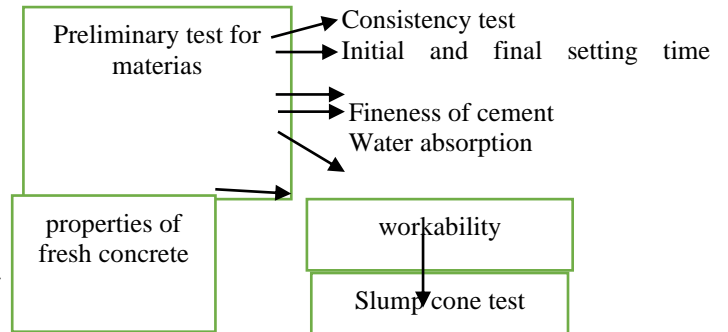 Preliminary test for
materias
Consistency test
Initial and final setting time
Fineness of cement
Water absorption
properties of
fresh concrete
workability
Slump cone test